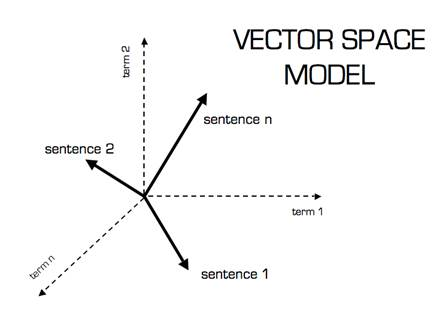 VECTOR SPACE
MODEL
term 2
sentence n
sentence 2
term 1
term n
sentence 1